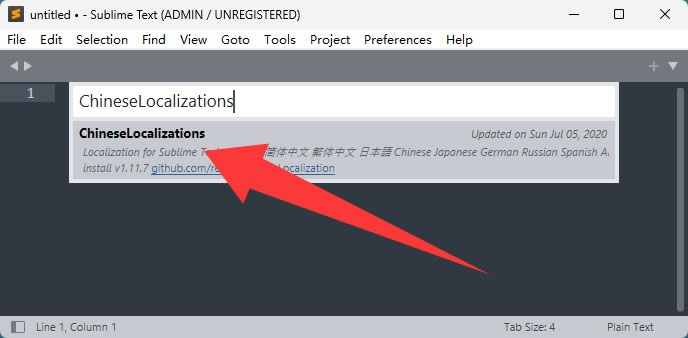 untitled • - Sublime Text (ADMIN / UNREGISTERED)
File Edit Selection Find View Goto Tools Project Preferences Help
1
ChineseLocalizations
ChineseLocalizations Updated on Sun Jul 05, 2020
Localization for Sublime 简体中文 繁体中文 日本語 Chinese Japanese German Russian Spanish
install v1.11.7 github.com/
Line 1, Column 1 Tab Size: 4 Plain Text